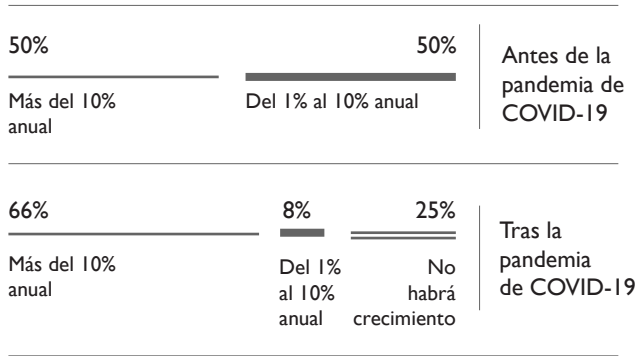 50%
50%
Más del 10%
anual
Del 1% al 10% anual
Antes de la
pandemia de
COVID-19
66%
8%
25%
Más del 10%
anual
Del 1%
al 10%
anual
No
habrá
crecimiento
Tras la
pandemia
de COVID-19